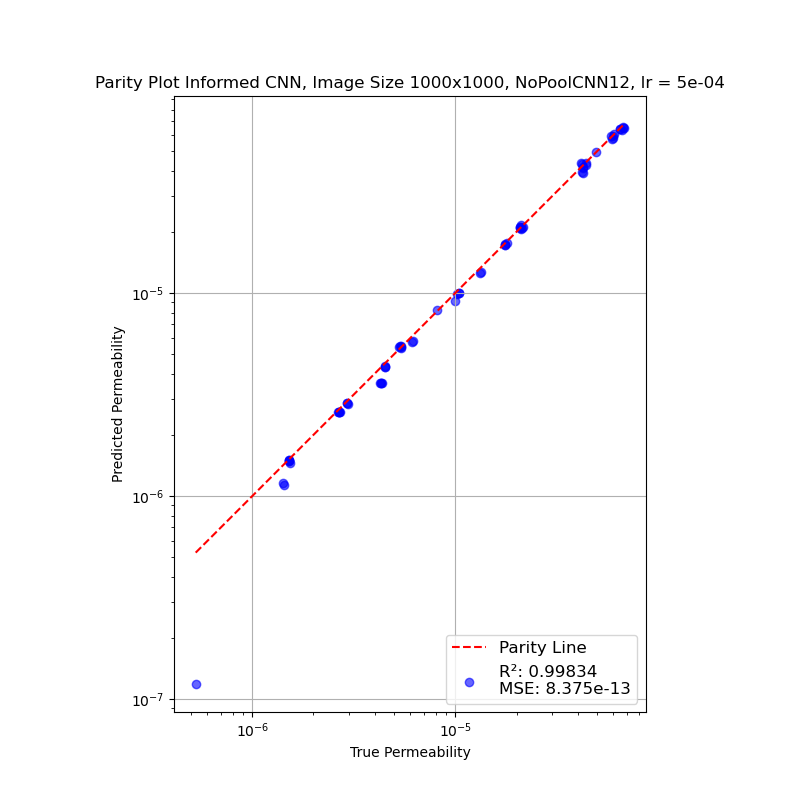 Parity Plot Informed CNN, Image Size 1000x1000, NoPoolCNN12, lr = 5e-04
Predicted Permeability
10⁻⁵
10⁻⁶
10⁻⁷
Parity Line
R²: 0.99834
MSE: 8.375e-13
10⁻⁶
10⁻⁵
True Permeability